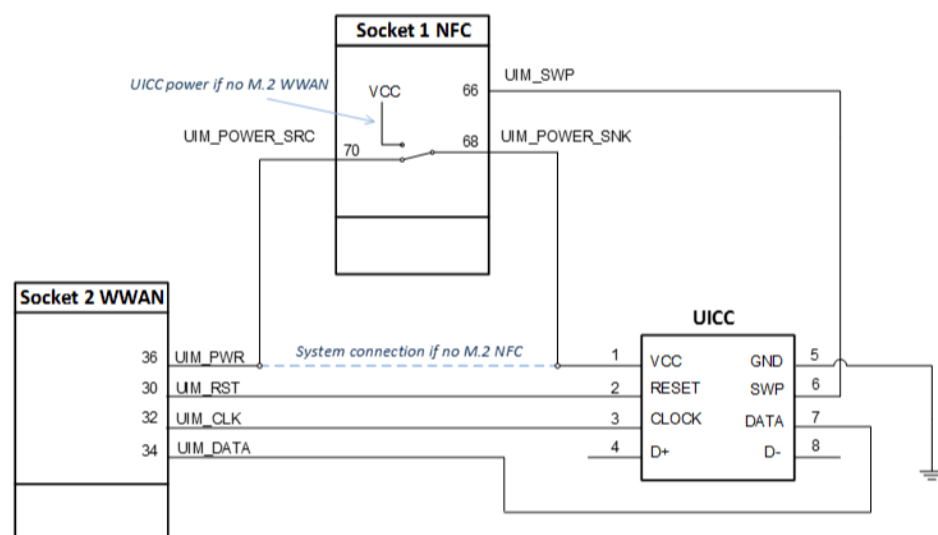 Socket 1 NFC
UICC power if no M.2 WWAN
VCC
66
UIM_SWP
UIM_POWER_SRC
70
68
UIM_POWER_SNK
Socket 2 WWAN
UICC
36
UIM_PWR
System connection if no M.2 NFC
1
VCC
GND
5
30
UIM_RST
2
RESET
SWP
6
32
UIM_CLK
3
CLOCK
DATA
7
34
UIM_DATA
4
D+
D-
8